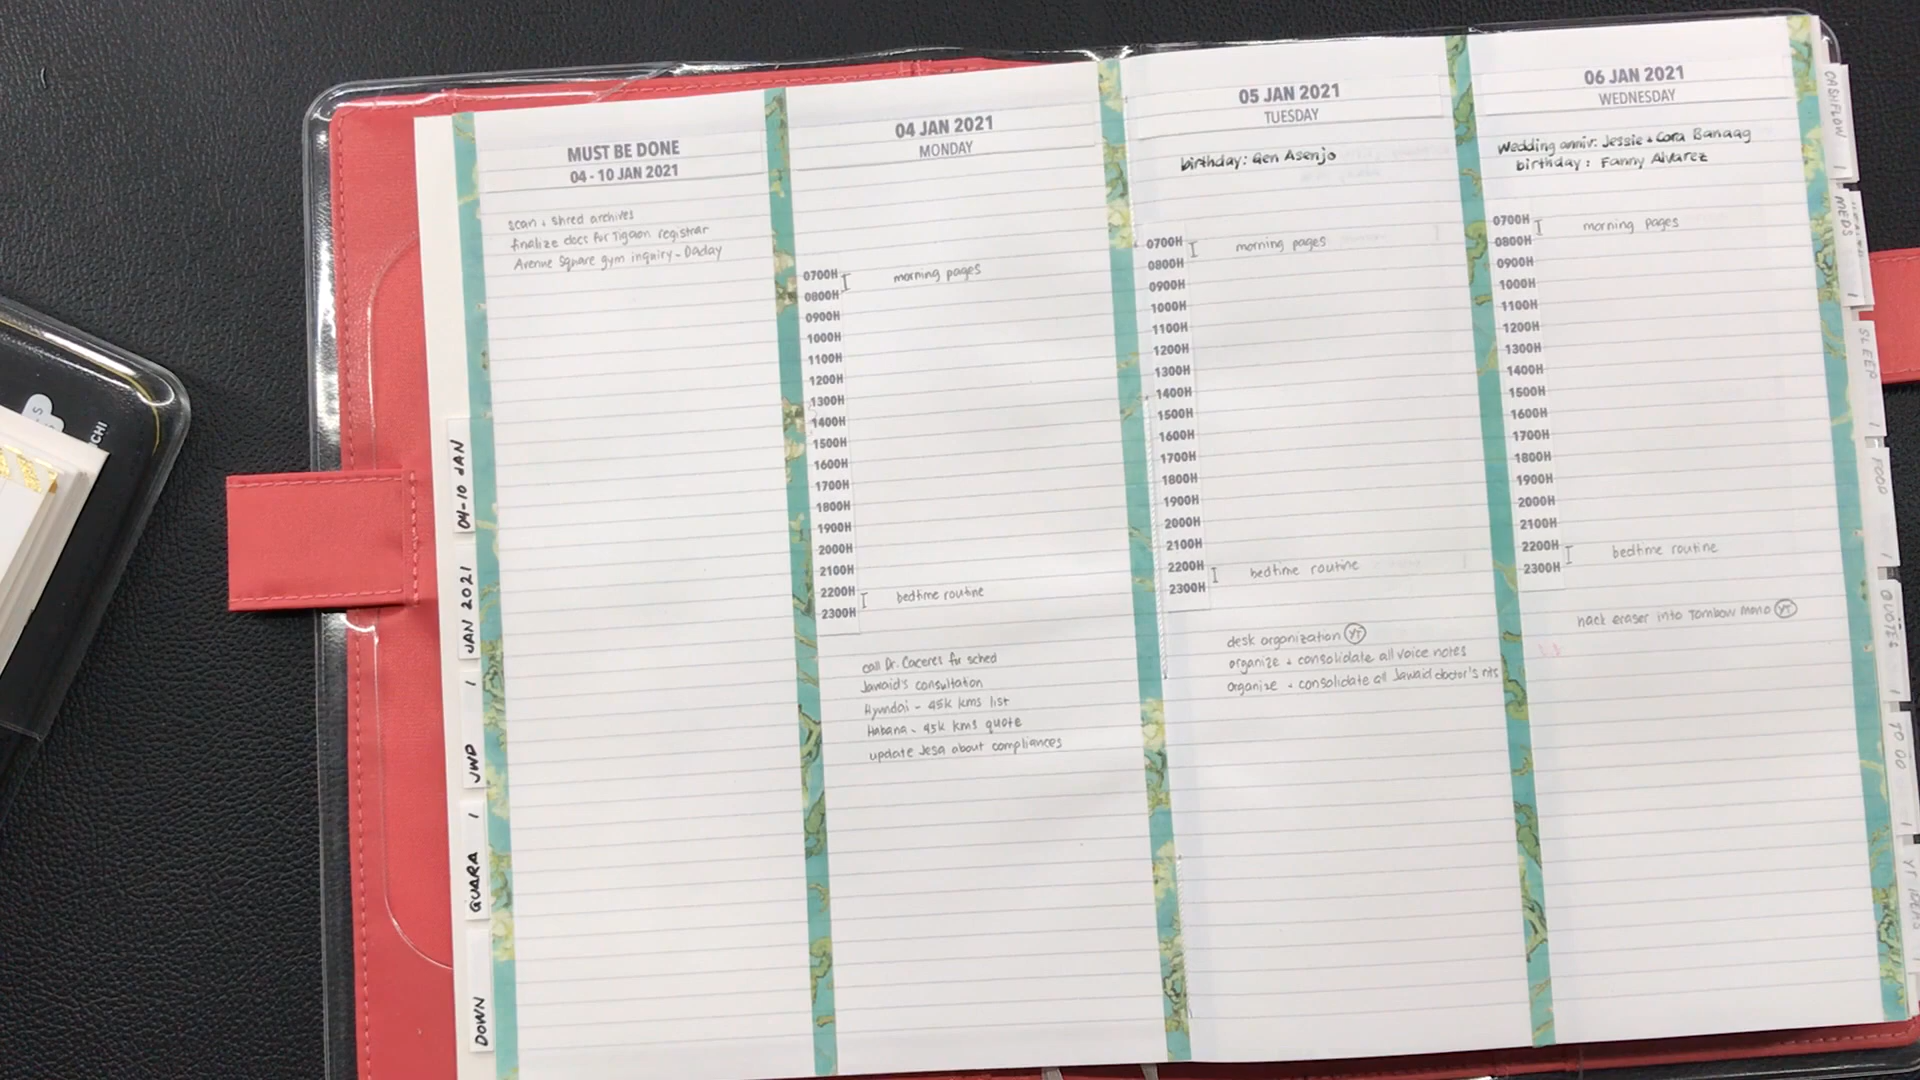 MUST BE DONE
04 - 10 JAN 2021
scan + shred archives
finalize docs for Tigaon registrar
Avenue Square gym inquiry - Daday
04 JAN 2021
MONDAY
0700H
morning pages
0800H
0900H
1000H
1100H
1200H
1300H
1400H
1500H
1600H
1700H
1800H
1900H
2000H
2100H
2200H
bedtime routine
2300H
call Dr. Caceres for sched
Jawaid's consultation
Hyundai - 45k kms list
Habana - 45k kms quote
update Jesa about compliances
05 JAN 2021
TUESDAY
birthday: Gen Asenjo
0700H
morning pages
0800H
0900H
1000H
1100H
1200H
1300H
1400H
1500H
1600H
1700H
1800H
1900H
2000H
2100H
2200H
bedtime routine
2300H
desk organization YT
organize + consolidate all voice notes
organize + consolidate all Jawaid doctor's nts
06 JAN 2021
WEDNESDAY
Wedding anniv: Jessie + Cora Banaag
birthday: Fanny Alvarez
0700H
morning pages
0800H
0900H
1000H
1100H
1200H
1300H
1400H
1500H
1600H
1700H
1800H
1900H
2000H
2100H
2200H
bedtime routine
2300H
hack eraser into Tombow mono YT
04-10 JAN
JAN 2021
JWD
QUARA
DOWN
CASHFLOW
MEDS
SLEEP
FOOD
QUOTES
TO DO
YT IDEAS